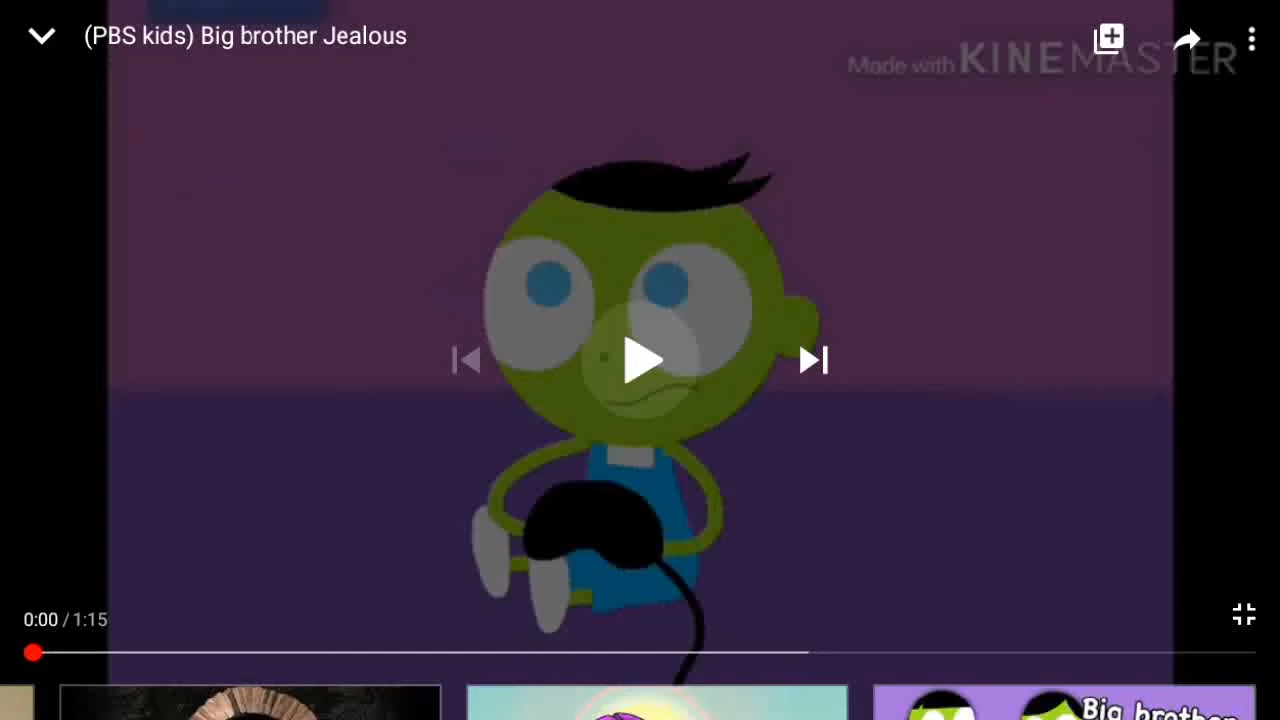 (PBS kids) Big brother Jealous
Made with KINEMASTER
0:00 / 1:15
Big brother